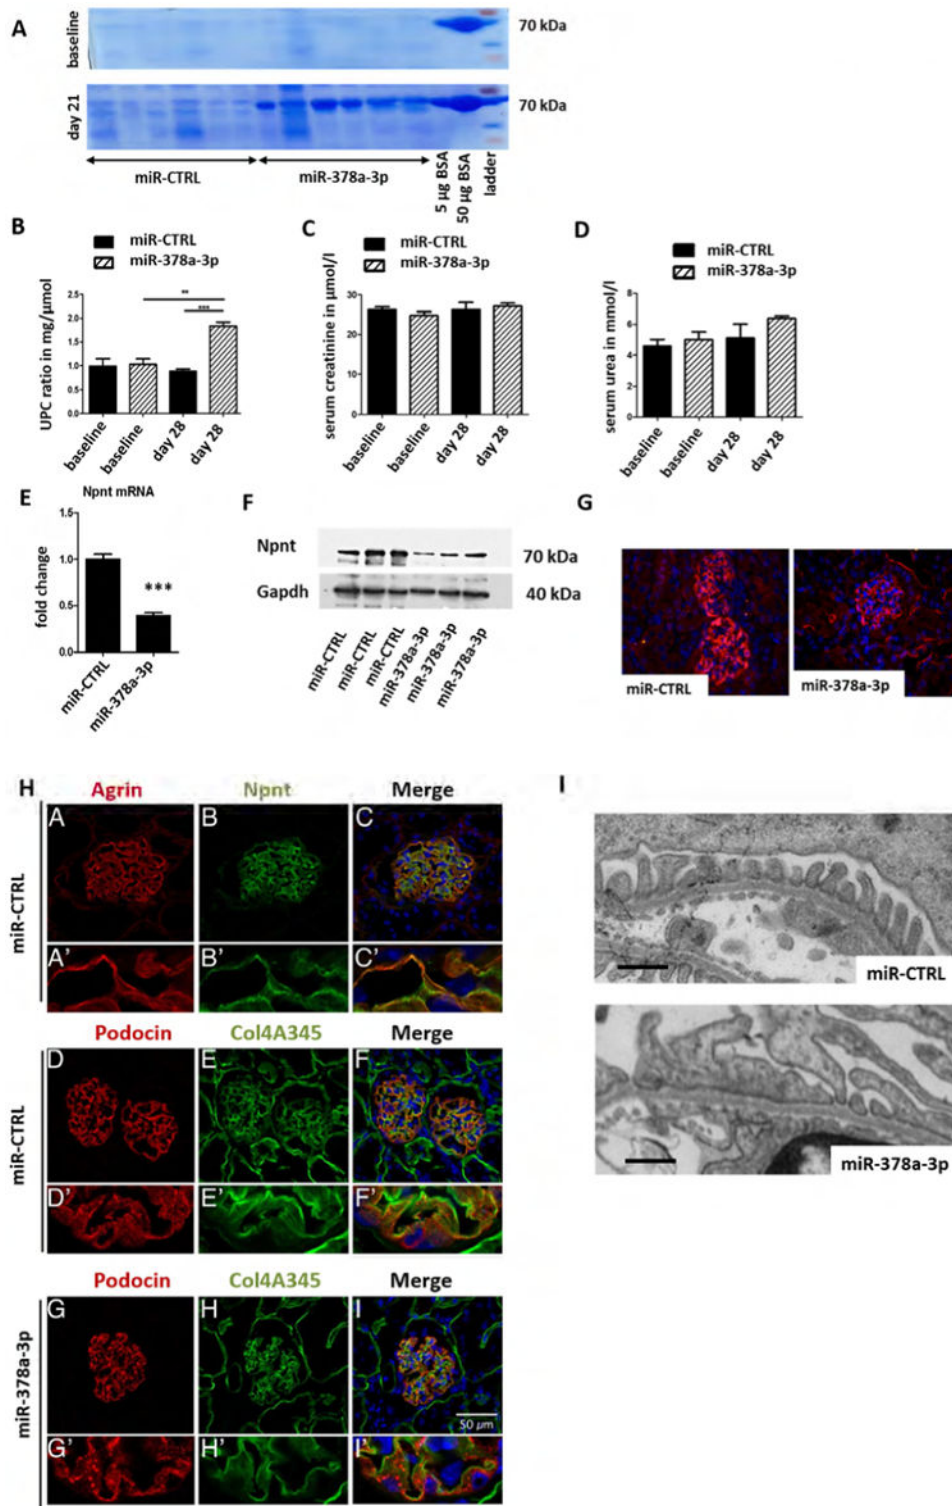 A
baseline
70 kDa
day 21
70 kDa
miR-CTRL
miR-378a-3p
5 µg BSA
50 µg BSA
ladder
B
miR-CTRL
miR-378a-3p
UPC ratio in mg/µmol
2.5
2.0
1.5
1.0
0.5
0.0
**
***
baseline
baseline
day 28
day 28
C
miR-CTRL
miR-378a-3p
serum creatinine in µmol/l
30
20
10
0
baseline
baseline
day 28
day 28
D
miR-CTRL
miR-378a-3p
serum urea in mmol/l
8
6
4
2
0
baseline
baseline
day 28
day 28
E
Npnt mRNA
fold change
1.5
1.0
0.5
0.0
***
miR-CTRL
miR-378a-3p
F
Npnt
70 kDa
Gapdh
40 kDa
miR-CTRL
miR-CTRL
miR-CTRL
miR-378a-3p
miR-378a-3p
miR-378a-3p
G
miR-CTRL
miR-378a-3p
H
Agrin Npnt Merge
miR-CTRL
A B C
A' B' C'
Podocin Col4A345 Merge
miR-CTRL
D E F
D' E' F'
Podocin Col4A345 Merge
miR-378a-3p
G H I
50 µm
G' H' I'
I
miR-CTRL
miR-378a-3p